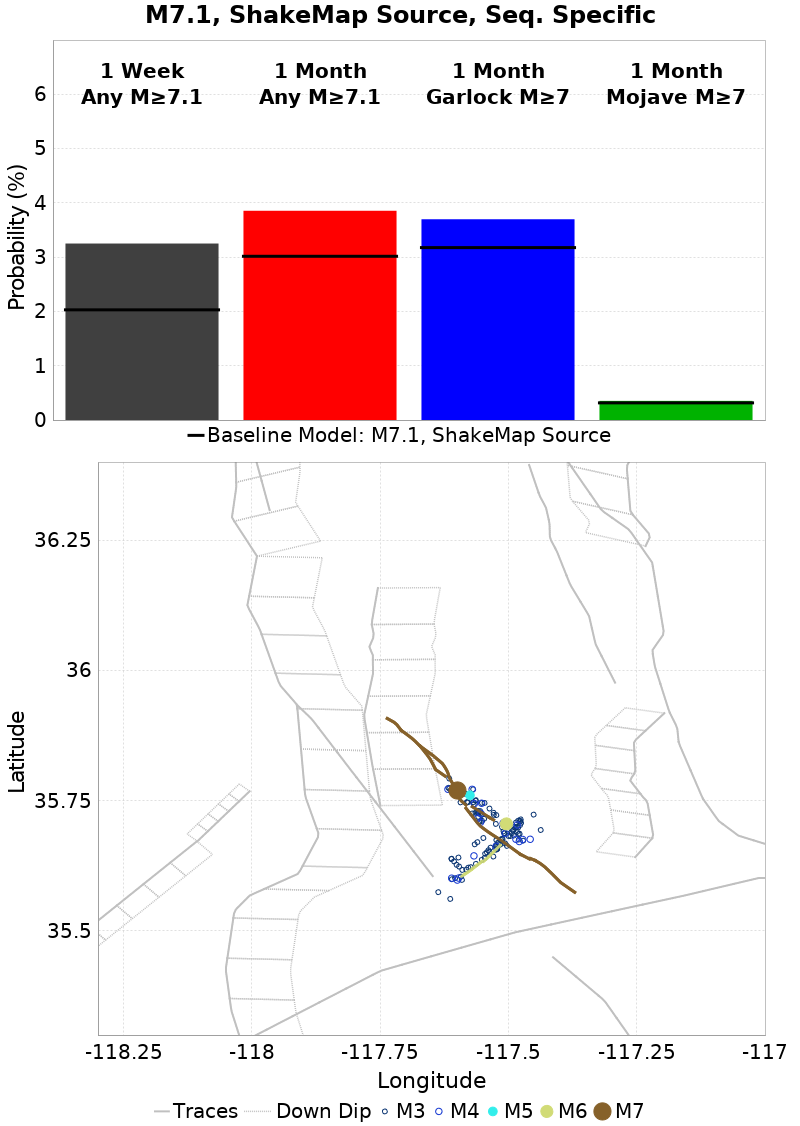 M7.1, ShakeMap Source, Seq. Specific
1 Week
Any M≥7.1
1 Month
Any M≥7.1
1 Month
Garlock M≥7
1 Month
Mojave M≥7
Probability (%)
6
5
4
3
2
1
0
Baseline Model: M7.1, ShakeMap Source
Latitude
36.25
36
35.75
35.5
-118.25
-118
-117.75
-117.5
-117.25
-117
Longitude
Traces
Down Dip
M3
M4
M5
M6
M7